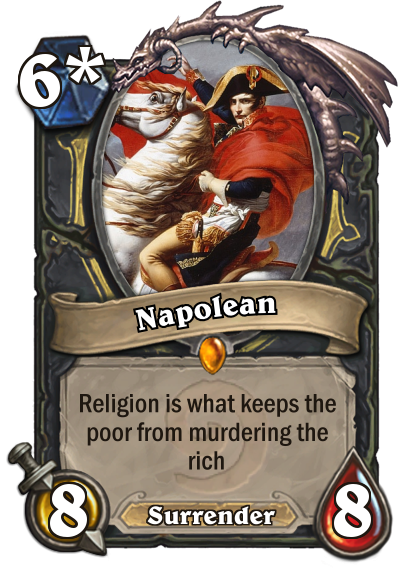 6*
Napolean
Religion is what keeps the
poor from murdering the
rich
8
Surrender
8